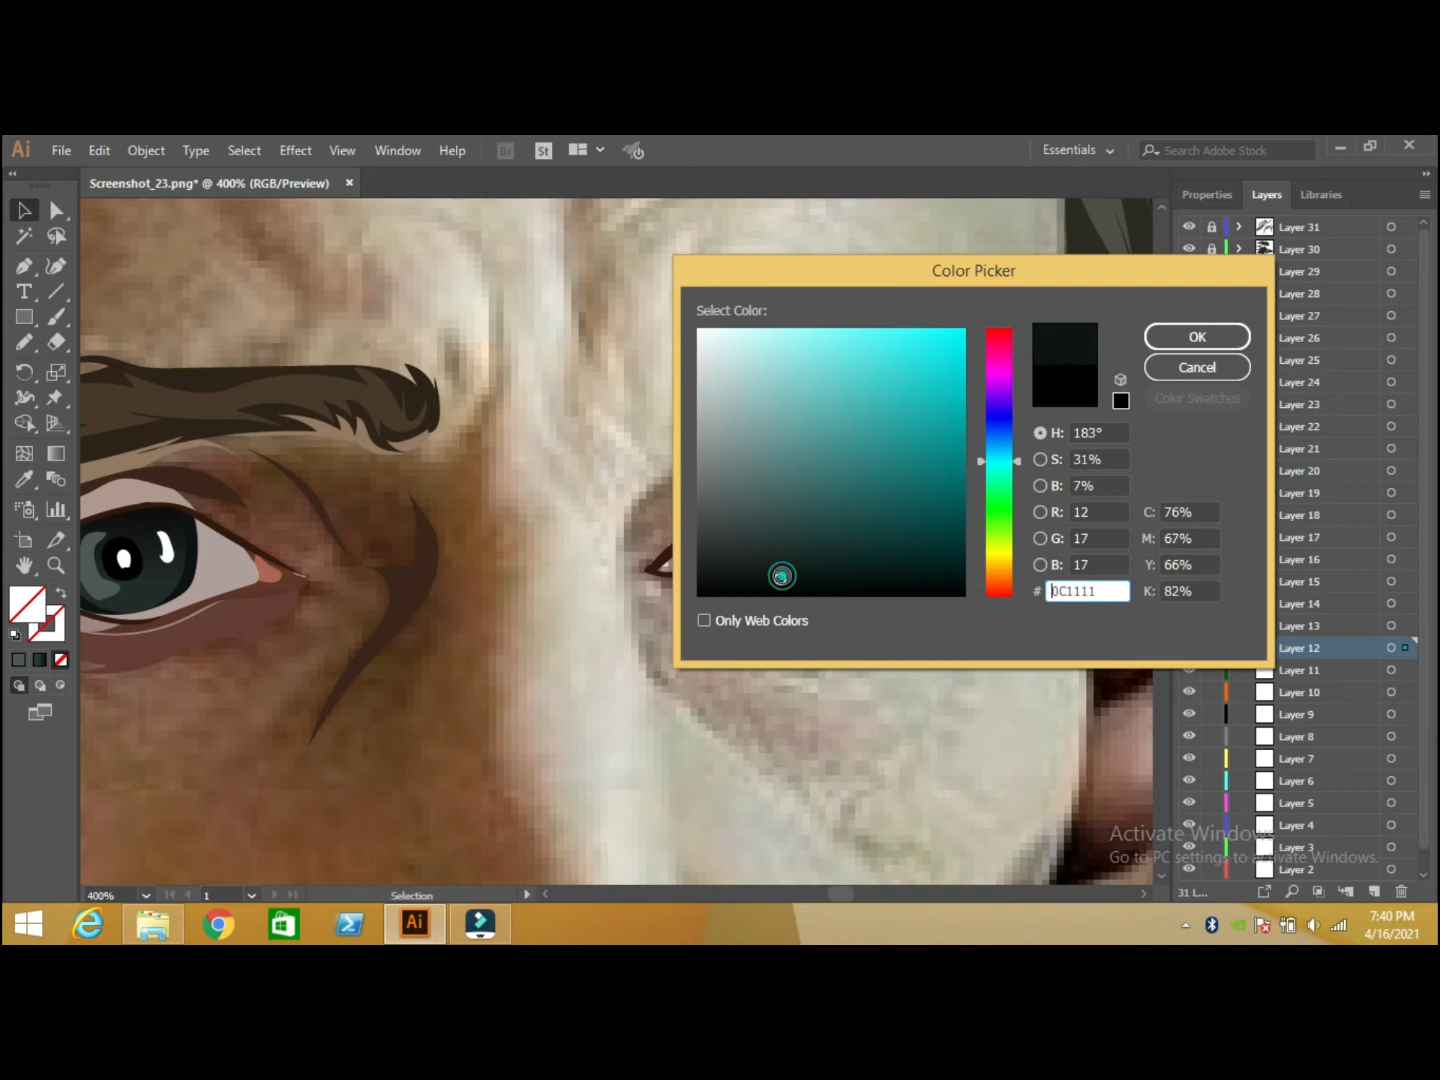 Ai File Edit Object Type Select Effect View Window Help Br St Essentials Search Adobe Stock
Screenshot_23.png* @ 400% (RGB/Preview) ×
Properties Layers Libraries
Layer 31
Layer 30
Layer 29
Layer 28
Layer 27
Layer 26
Layer 25
Layer 24
Layer 23
Layer 22
Layer 21
Layer 20
Layer 19
Layer 18
Layer 17
Layer 16
Layer 15
Layer 14
Layer 13
Layer 12
Layer 11
Layer 10
Layer 9
Layer 8
Layer 7
Layer 6
Layer 5
Layer 4
Layer 3
Layer 2
31 L...
Color Picker
Select Color:
OK
Cancel
Color Swatches
H: 183°
S: 31%
B: 7%
R: 12 C: 76%
G: 17 M: 67%
B: 17 Y: 66%
# 0C1111 K: 82%
Only Web Colors
Activate Windows
Go to PC settings to activate Windows.
400% 1 Selection
Ai
7:40 PM
4/16/2021